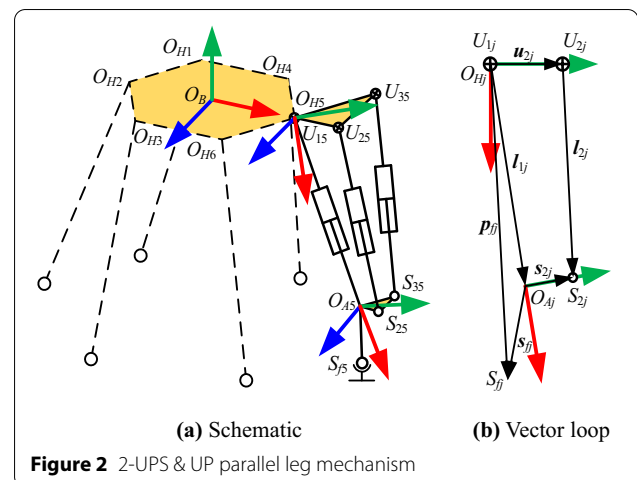 O_H1
O_H2
O_H4
O_B
O_H5
U_35
O_H3
U_15
U_25
O_H6
S_35
O_A5
S_25
S_f5
(a) Schematic
U_1j
u_2j
U_2j
O_Hj
l_1j
l_2j
p_fj
s_2j
O_Aj
S_2j
S_fj
s_fj
(b) Vector loop
Figure 2 2-UPS & UP parallel leg mechanism